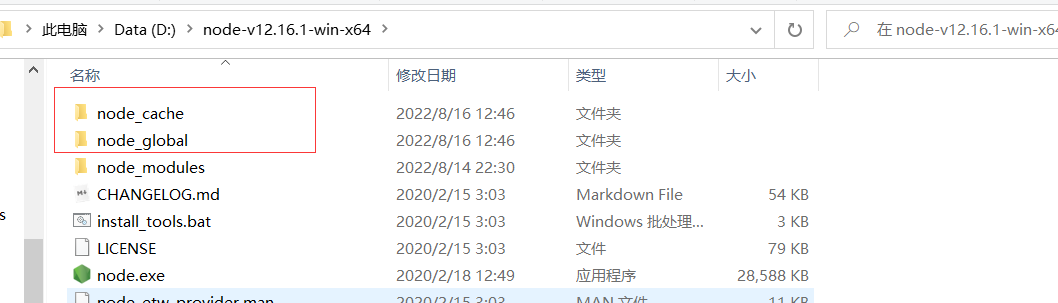 此电脑 > Data (D:) > node-v12.16.1-win-x64 >
在 node-v12.16.1-win-x64
名称 修改日期 类型 大小
node_cache 2022/8/16 12:46 文件夹
node_global 2022/8/16 12:46 文件夹
node_modules 2022/8/14 22:30 文件夹
CHANGELOG.md 2020/2/15 3:03 Markdown File 54 KB
s
install_tools.bat 2020/2/15 3:03 Windows 批处理... 3 KB
LICENSE 2020/2/15 3:03 文件 79 KB
node.exe 2020/2/18 12:49 应用程序 28,588 KB
node_etw_provider.man 2020/2/15 3:03 MAN 文件 11 KB